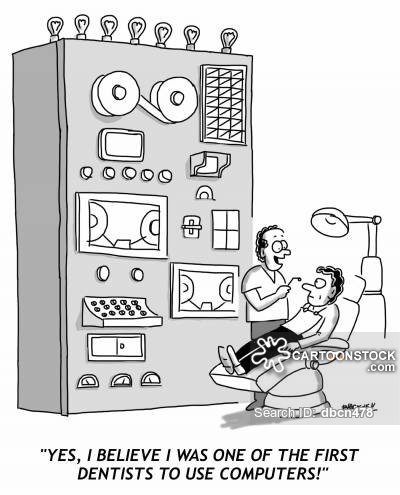 CARTOONSTOCK
.com
Search ID: dbcn478
"YES, I BELIEVE I WAS ONE OF THE FIRST
DENTISTS TO USE COMPUTERS!"